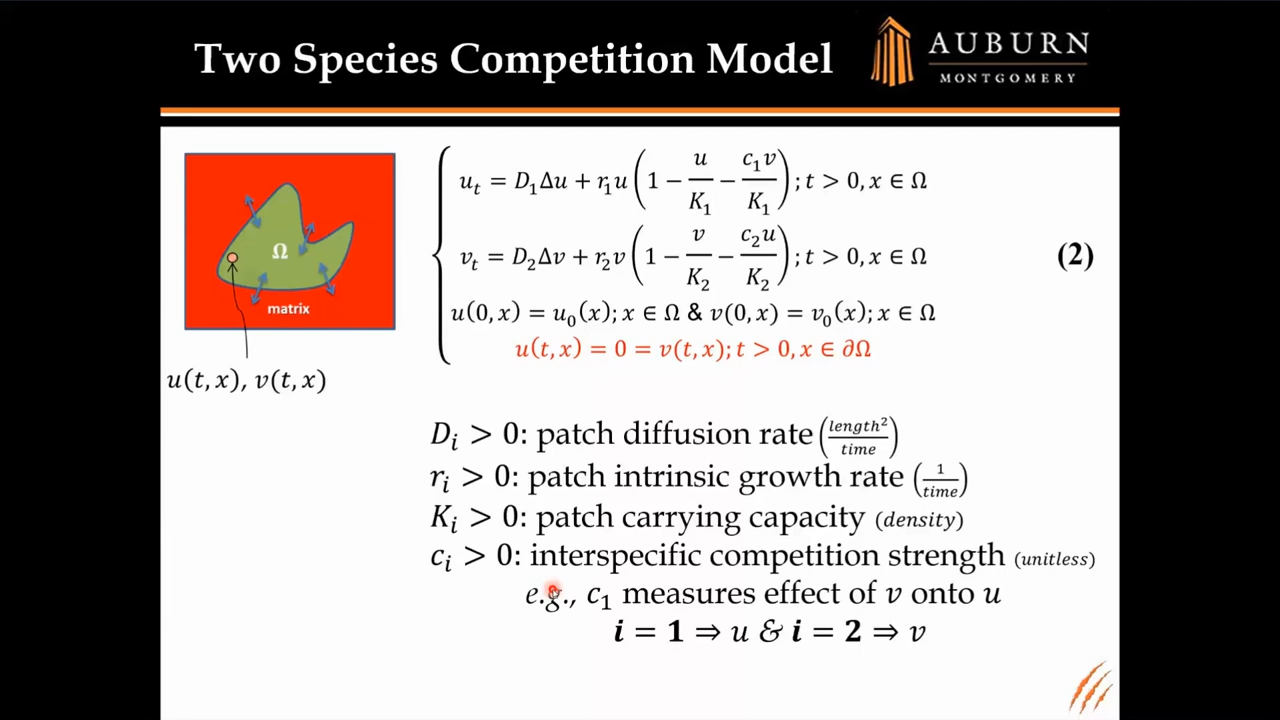 Two Species Competition Model
AUBURN
MONTGOMERY
Ω
matrix
u(t, x), v(t, x)
u_t = D_1Δu + r_1u(1 − u/K_1 − c_1v/K_1); t > 0, x ∈ Ω
v_t = D_2Δv + r_2v(1 − v/K_2 − c_2u/K_2); t > 0, x ∈ Ω
(2)
u(0, x) = u_0(x); x ∈ Ω & v(0, x) = v_0(x); x ∈ Ω
u(t, x) = 0 = v(t, x); t > 0, x ∈ ∂Ω
D_i > 0: patch diffusion rate (length²/time)
r_i > 0: patch intrinsic growth rate (1/time)
K_i > 0: patch carrying capacity (density)
c_i > 0: interspecific competition strength (unitless)
e.g., c_1 measures effect of v onto u
i = 1 ⇒ u & i = 2 ⇒ v